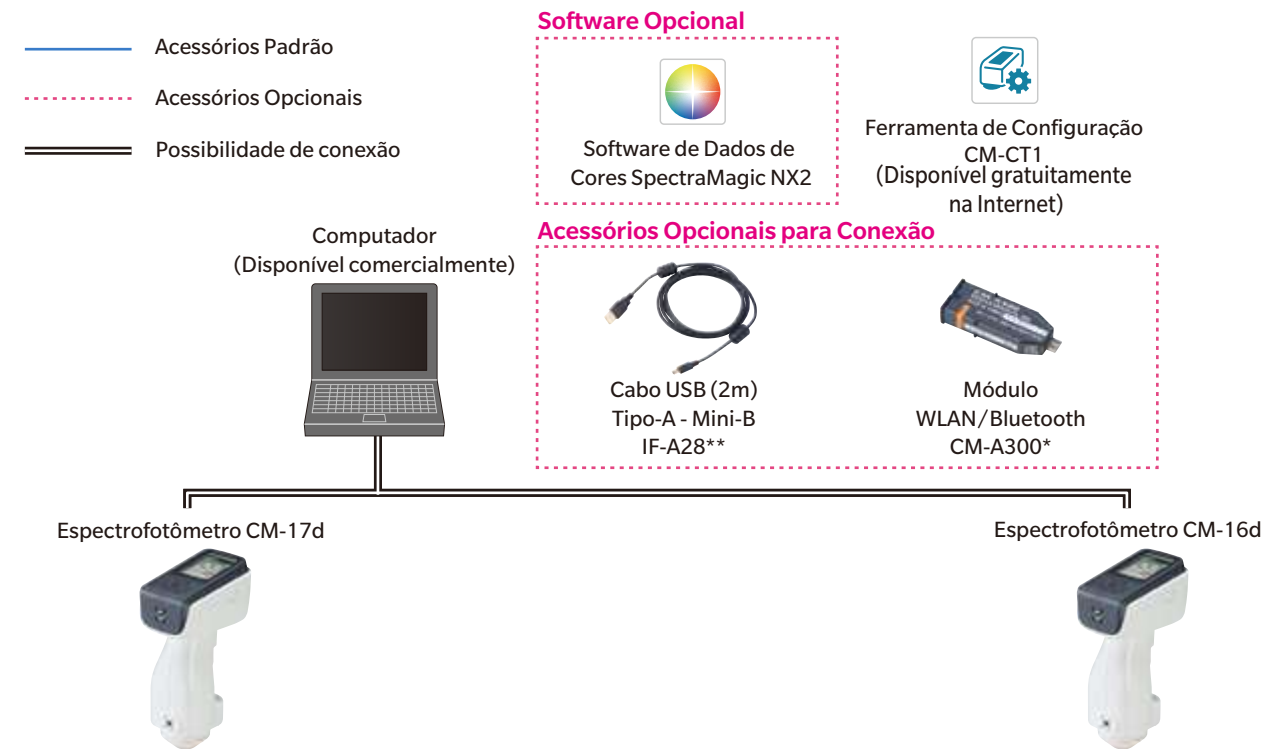 Acessórios Padrão
Acessórios Opcionais
Possibilidade de conexão
Software Opcional
Software de Dados de
Cores SpectraMagic NX2
Ferramenta de Configuração
CM-CT1
(Disponível gratuitamente
na Internet)
Computador
(Disponível comercialmente)
Acessórios Opcionais para Conexão
Cabo USB (2m)
Tipo-A - Mini-B
IF-A28**
Módulo
WLAN/Bluetooth
CM-A300*
Espectrofotômetro CM-17d
Espectrofotômetro CM-16d